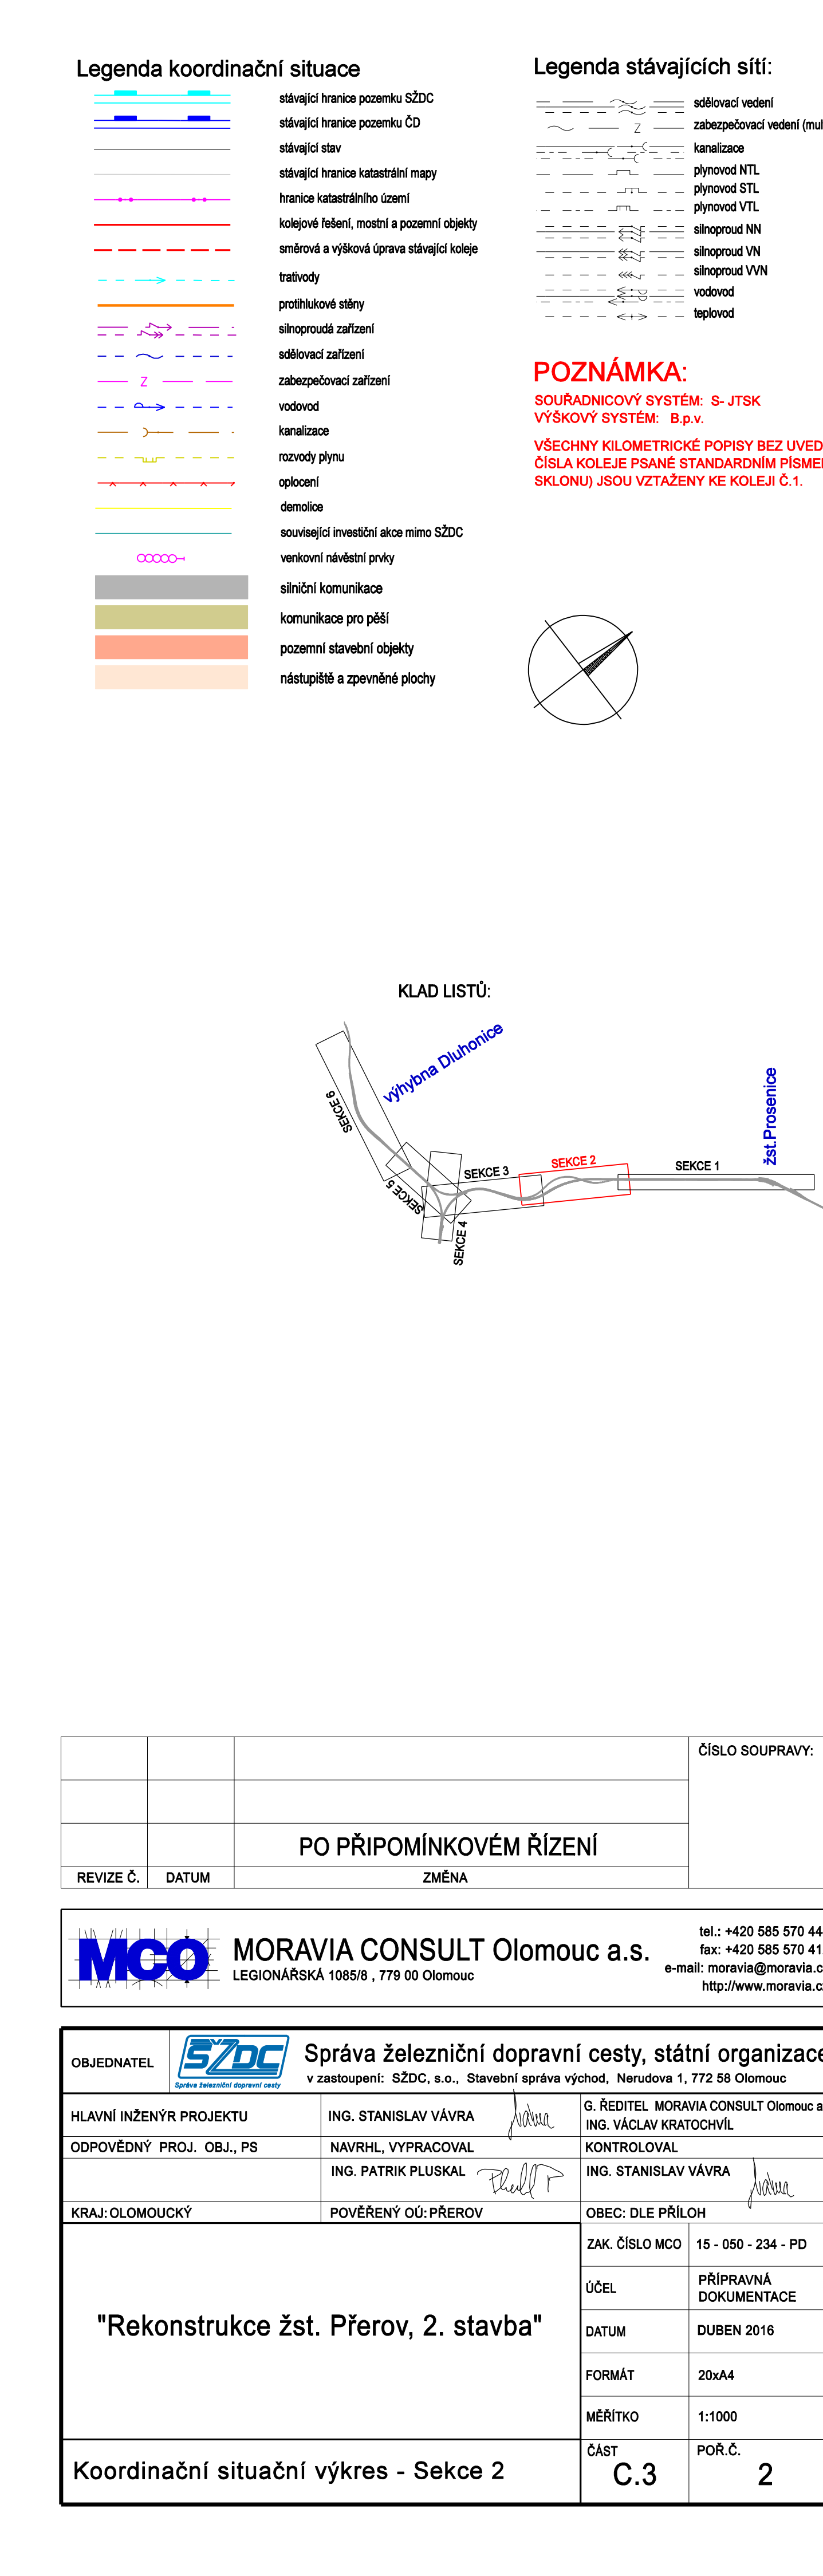 Legenda koordinační situace
stávající hranice pozemku SŽDC
stávající hranice pozemku ČD
stávající stav
stávající hranice katastrální mapy
hranice katastrálního území
kolejové řešení, mostní a pozemní objekty
směrová a výšková úprava stávající koleje
trativody
protihlukové stěny
silnoproudá zařízení
sdělovací zařízení
Z zabezpečovací zařízení
vodovod
kanalizace
rozvody plynu
oplocení
demolice
související investiční akce mimo SŽDC
venkovní návěstní prvky
silniční komunikace
komunikace pro pěší
pozemní stavební objekty
nástupiště a zpevněné plochy
Legenda stávajících sítí:
sdělovací vedení
Z zabezpečovací vedení (mul
kanalizace
plynovod NTL
plynovod STL
plynovod VTL
silnoproud NN
silnoproud VN
silnoproud VVN
vodovod
teplovod
POZNÁMKA:
SOUŘADNICOVÝ SYSTÉM: S- JTSK
VÝŠKOVÝ SYSTÉM: B.p.v.
VŠECHNY KILOMETRICKÉ POPISY BEZ UVED
ČÍSLA KOLEJE PSANÉ STANDARDNÍM PÍSMEM
SKLONU) JSOU VZTAŽENY KE KOLEJI Č.1.
KLAD LISTŮ:
výhybna Dluhonice
žst.Prosenice
SEKCE 6
SEKCE 5
SEKCE 4
SEKCE 3
SEKCE 2
SEKCE 1
ČÍSLO SOUPRAVY:
PO PŘIPOMÍNKOVÉM ŘÍZENÍ
REVIZE Č. DATUM ZMĚNA
MCO
MORAVIA CONSULT Olomouc a.s.
LEGIONÁŘSKÁ 1085/8 , 779 00 Olomouc
tel.: +420 585 570 44
fax: +420 585 570 41
e-mail: moravia@moravia.c
http://www.moravia.cz
OBJEDNATEL
SŽDC
Správa železniční dopravní cesty
Správa železniční dopravní cesty, státní organizace
v zastoupení: SŽDC, s.o., Stavební správa východ, Nerudova 1, 772 58 Olomouc
HLAVNÍ INŽENÝR PROJEKTU
ING. STANISLAV VÁVRA
G. ŘEDITEL MORAVIA CONSULT Olomouc a
ING. VÁCLAV KRATOCHVÍL
ODPOVĚDNÝ PROJ. OBJ., PS
NAVRHL, VYPRACOVAL
KONTROLOVAL
ING. PATRIK PLUSKAL
ING. STANISLAV VÁVRA
KRAJ: OLOMOUCKÝ
POVĚŘENÝ OÚ: PŘEROV
OBEC: DLE PŘÍLOH
"Rekonstrukce žst. Přerov, 2. stavba"
ZAK. ČÍSLO MCO 15 - 050 - 234 - PD
ÚČEL PŘÍPRAVNÁ
DOKUMENTACE
DATUM DUBEN 2016
FORMÁT 20xA4
MĚŘÍTKO 1:1000
Koordinační situační výkres - Sekce 2
ČÁST
C.3
POŘ.Č.
2